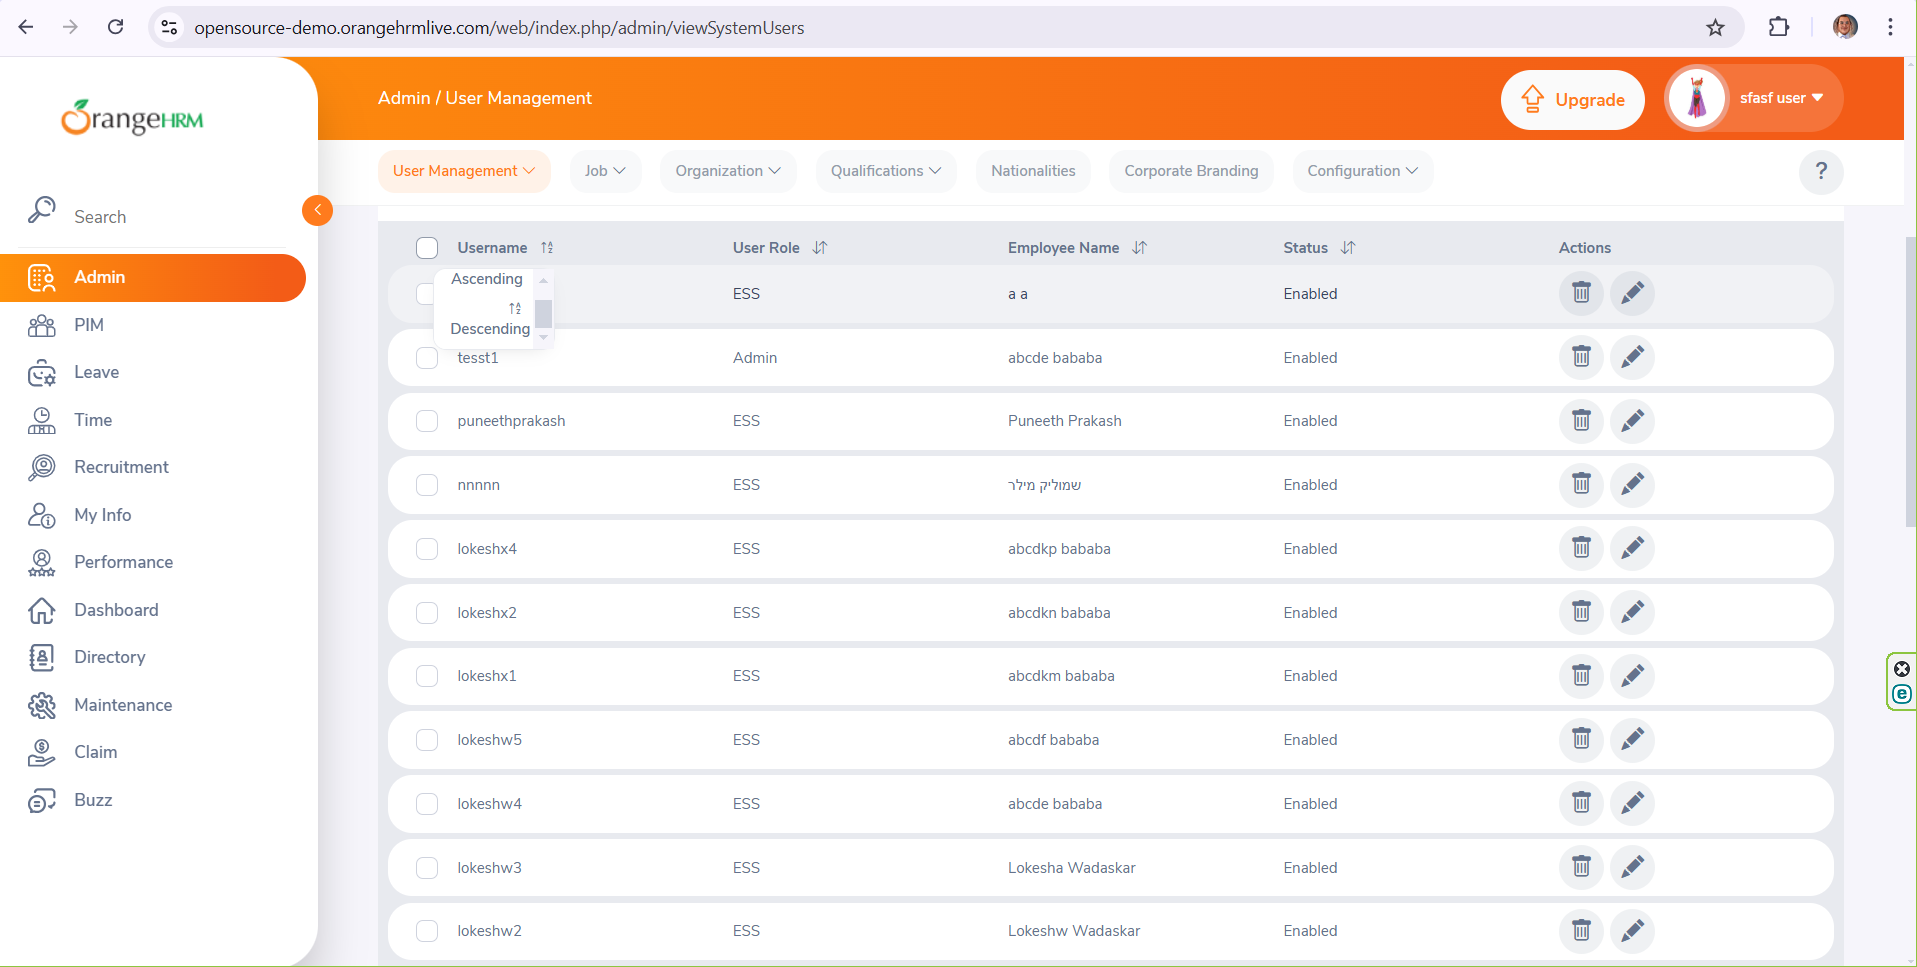 opensource-demo.orangehrmlive.com/web/index.php/admin/viewSystemUsers
OrangeHRM
Admin / User Management
Upgrade
sfasf user
User Management
Job
Organization
Qualifications
Nationalities
Corporate Branding
Configuration
?
Search
Admin
PIM
Leave
Time
Recruitment
My Info
Performance
Dashboard
Directory
Maintenance
Claim
Buzz
Username User Role Employee Name Status Actions
Ascending
Descending
ESS a a Enabled
tesst1 Admin abcde bababa Enabled
puneethprakash ESS Puneeth Prakash Enabled
nnnnn ESS שמוליק מילר Enabled
lokeshx4 ESS abcdkp bababa Enabled
lokeshx2 ESS abcdkn bababa Enabled
lokeshx1 ESS abcdkm bababa Enabled
lokeshw5 ESS abcdf bababa Enabled
lokeshw4 ESS abcde bababa Enabled
lokeshw3 ESS Lokesha Wadaskar Enabled
lokeshw2 ESS Lokeshw Wadaskar Enabled